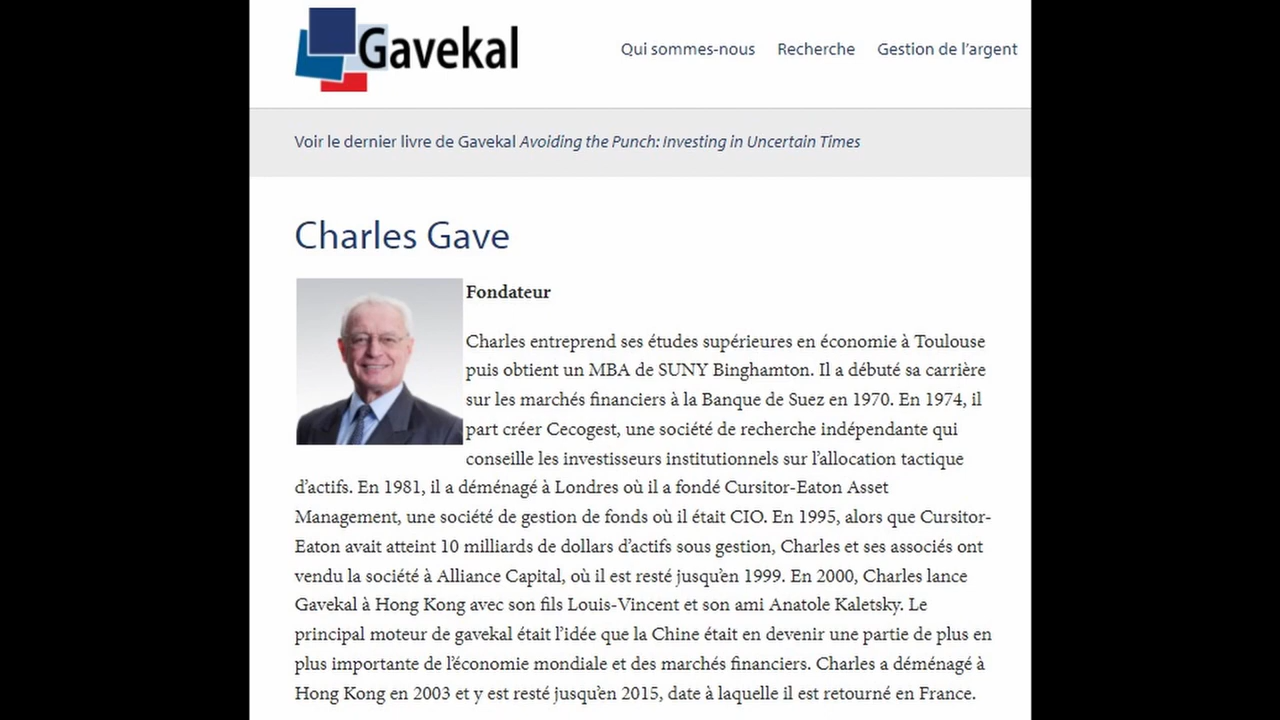 Gavekal
Qui sommes-nous Recherche Gestion de l'argent
Voir le dernier livre de Gavekal Avoiding the Punch: Investing in Uncertain Times
Charles Gave
Fondateur
Charles entreprend ses études supérieures en économie à Toulouse
puis obtient un MBA de SUNY Binghamton. Il a débuté sa carrière
sur les marchés financiers à la Banque de Suez en 1970. En 1974, il
part créer Cecogest, une société de recherche indépendante qui
conseille les investisseurs institutionnels sur l'allocation tactique
d'actifs. En 1981, il a déménagé à Londres où il a fondé Cursitor-Eaton Asset
Management, une société de gestion de fonds où il était CIO. En 1995, alors que Cursitor-
Eaton avait atteint 10 milliards de dollars d'actifs sous gestion, Charles et ses associés ont
vendu la société à Alliance Capital, où il est resté jusqu'en 1999. En 2000, Charles lance
Gavekal à Hong Kong avec son fils Louis-Vincent et son ami Anatole Kaletsky. Le
principal moteur de gavekal était l'idée que la Chine était en devenir une partie de plus en
plus importante de l'économie mondiale et des marchés financiers. Charles a déménagé à
Hong Kong en 2003 et y est resté jusqu'en 2015, date à laquelle il est retourné en France.